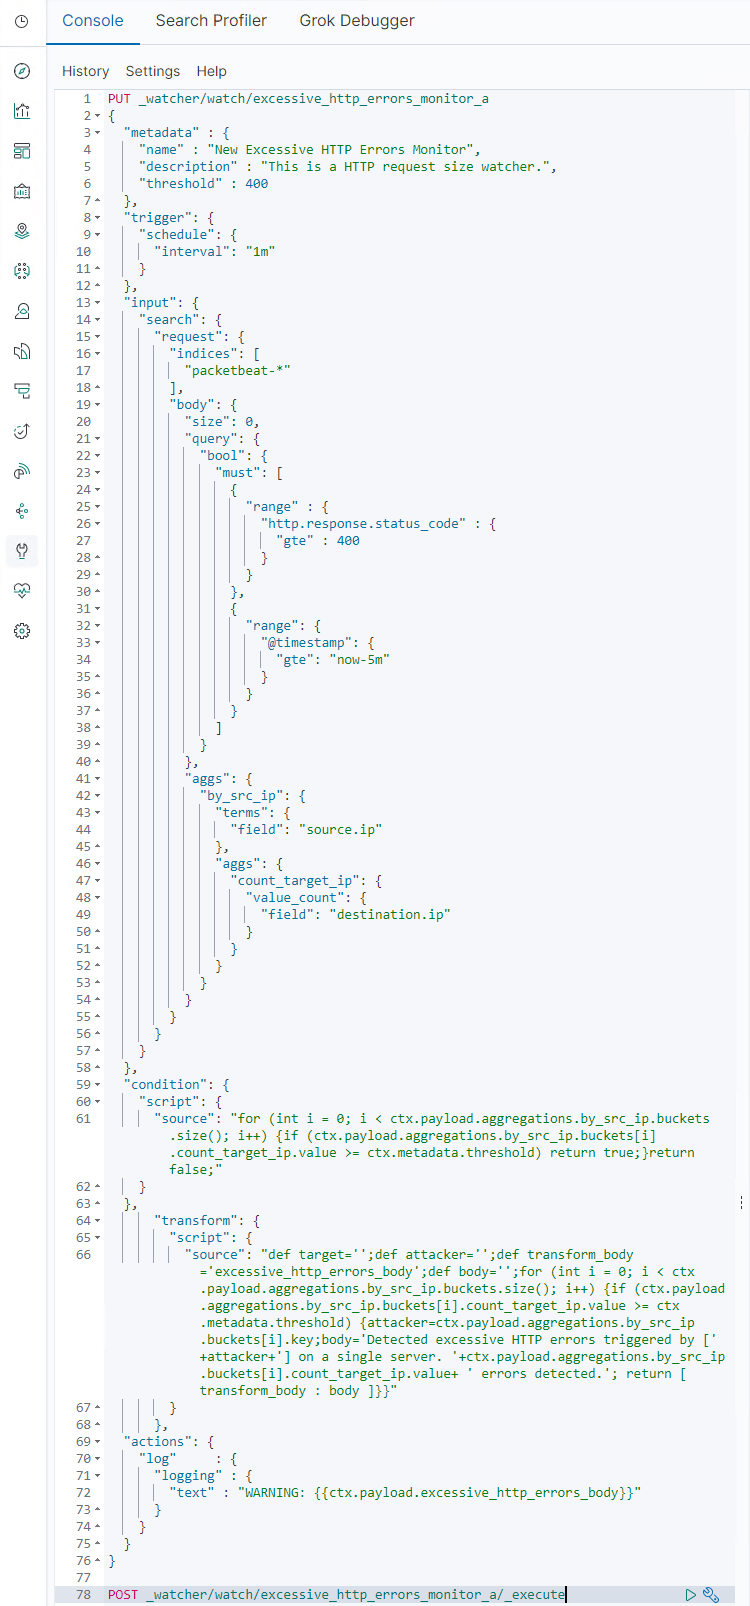 Console Search Profiler Grok Debugger
History Settings Help
1 PUT _watcher/watch/excessive_http_errors_monitor_a
2 {
3 "metadata" : {
4 "name" : "New Excessive HTTP Errors Monitor",
5 "description" : "This is a HTTP request size watcher.",
6 "threshold" : 400
7 },
8 "trigger": {
9 "schedule": {
10 "interval": "1m"
11 }
12 },
13 "input": {
14 "search": {
15 "request": {
16 "indices": [
17 "packetbeat-*"
18 ],
19 "body": {
20 "size": 0,
21 "query": {
22 "bool": {
23 "must": [
24 {
25 "range" : {
26 "http.response.status_code" : {
27 "gte" : 400
28 }
29 }
30 },
31 {
32 "range": {
33 "@timestamp": {
34 "gte": "now-5m"
35 }
36 }
37 }
38 ]
39 }
40 },
41 "aggs": {
42 "by_src_ip": {
43 "terms": {
44 "field": "source.ip"
45 },
46 "aggs": {
47 "count_target_ip": {
48 "value_count": {
49 "field": "destination.ip"
50 }
51 }
52 }
53 }
54 }
55 }
56 }
57 }
58 },
59 "condition": {
60 "script": {
61 "source": "for (int i = 0; i < ctx.payload.aggregations.by_src_ip.buckets
.size(); i++) {if (ctx.payload.aggregations.by_src_ip.buckets[i]
.count_target_ip.value >= ctx.metadata.threshold) return true;}return
false;"
62 }
63 },
64 "transform": {
65 "script": {
66 "source": "def target='';def attacker='';def transform_body
='excessive_http_errors_body';def body='';for (int i = 0; i < ctx
.payload.aggregations.by_src_ip.buckets.size(); i++) {if (ctx.payload
.aggregations.by_src_ip.buckets[i].count_target_ip.value >= ctx
.metadata.threshold) {attacker=ctx.payload.aggregations.by_src_ip
.buckets[i].key;body='Detected excessive HTTP errors triggered by ['
+attacker+'] on a single server. '+ctx.payload.aggregations.by_src_ip
.buckets[i].count_target_ip.value+ ' errors detected.'; return [
transform_body : body ]}}"
67 }
68 },
69 "actions": {
70 "log" : {
71 "logging" : {
72 "text" : "WARNING: {{ctx.payload.excessive_http_errors_body}}"
73 }
74 }
75 }
76 }
77
78 POST _watcher/watch/excessive_http_errors_monitor_a/_execute